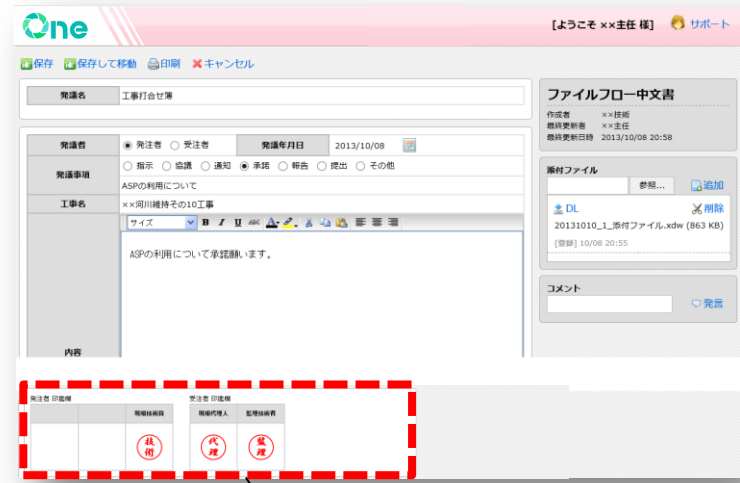 One
[ようこそ ××主任 様] サポート
保存 保存して移動 印刷 キャンセル
発議名 工事打合せ簿
発議者 発注者 受注者 発議年月日 2013/10/08
発議事項 指示 協議 通知 承諾 報告 提出 その他
ASPの利用について
工事名 ××河川維持その10工事
サイズ B I U ABC A
ASPの利用について承諾願います。
内容
ファイルフロー中文書
作成者 ××技術
最終更新者 ××主任
最終更新日時 2013/10/08 20:58
添付ファイル
参照... 追加
DL 削除
20131010_1_添付ファイル.xdw (863 KB)
[登録] 10/08 20:55
コメント
発言
発注者 印鑑欄 受注者 印鑑欄
現場技術員 現場代理人 監理技術者
技術 代理 監理